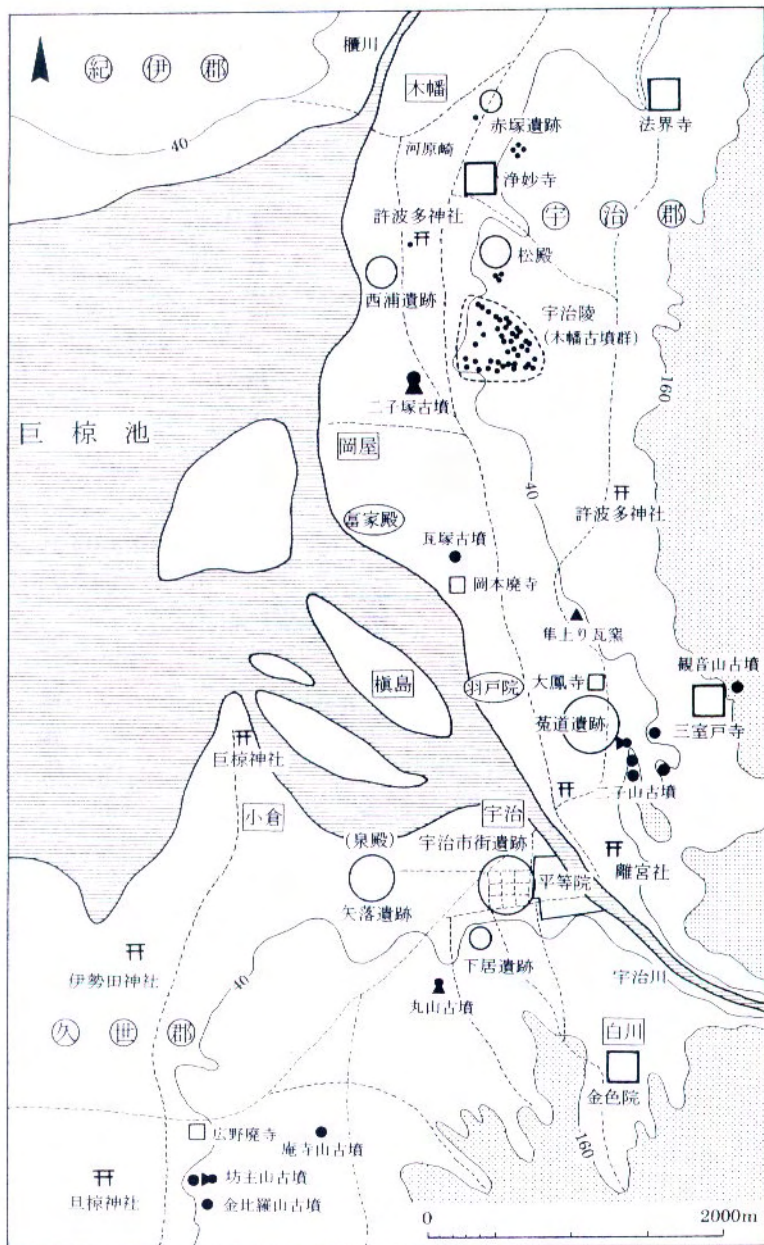 櫃川
紀伊郡
木幡
40
赤塚遺跡
法界寺
河原崎
浄妙寺
許波多神社
宇治郡
松殿
西浦遺跡
宇治陵
(木幡古墳群)
160
二子塚古墳
巨椋池
岡屋
40
許波多神社
富家殿
瓦塚古墳
岡本廃寺
隼上り瓦窯
観音山古墳
槇島
羽戸院
大鳳寺
菟道遺跡
三室戸寺
巨椋神社
二子山古墳
小倉
宇治
(泉殿)
宇治市街遺跡
離宮社
平等院
矢落遺跡
伊勢田神社
下居遺跡
宇治川
40
丸山古墳
久世郡
白川
金色院
広野廃寺
庵寺山古墳
160
坊主山古墳
旦椋神社
金比羅山古墳
0
2000m